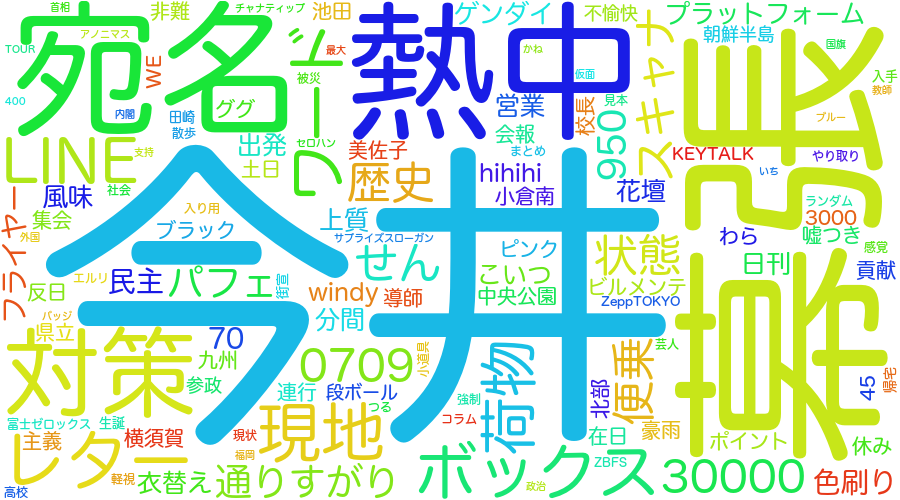 首相
非難
チャナティップ
池田
ゲンダイ
不愉快
プラットフォーム
TOUR
アノニマス
WE
最大
かね
朝鮮半島
国旗
宛名
フード
熱中
スキャナ
幕張
400
内閣
田崎
散歩
被災
ググ
営業
会報
仮面
見本
入手
教師
校長
950
ブルー
LINE
支持
出発
セロハン
まとめ
土日
美佐子
KEYTALK
やり取り
社会
いち
風味
hihihi
小倉南
花壇
歴史
ランダム
3000
集会
入り用
上質
嘘つき
わら
感覚
外国
ブラック
サプライズスローガン
今井
せん
ピンク
状態
フライヤー
エルリ
民主
パフェ
街宣
こいつ
日刊
貢献
反日
windy
導師
中央公園
ビルメンテ
ZeppTOKYO
バッジ
県立
70
分間
対策
九州
0709
小道具
荷物
便乗
芸人
帰宅
45
参政
連行
段ボール
つる
強制
北部
富士ゼロックス
生誕
現地
コラム
豪雨
主義
横須賀
現状
在日
ポイント
休み
レター
福岡
ボックス
ZBFS
30000
色刷り
高校
軽視
衣替え
通りすがり
政治